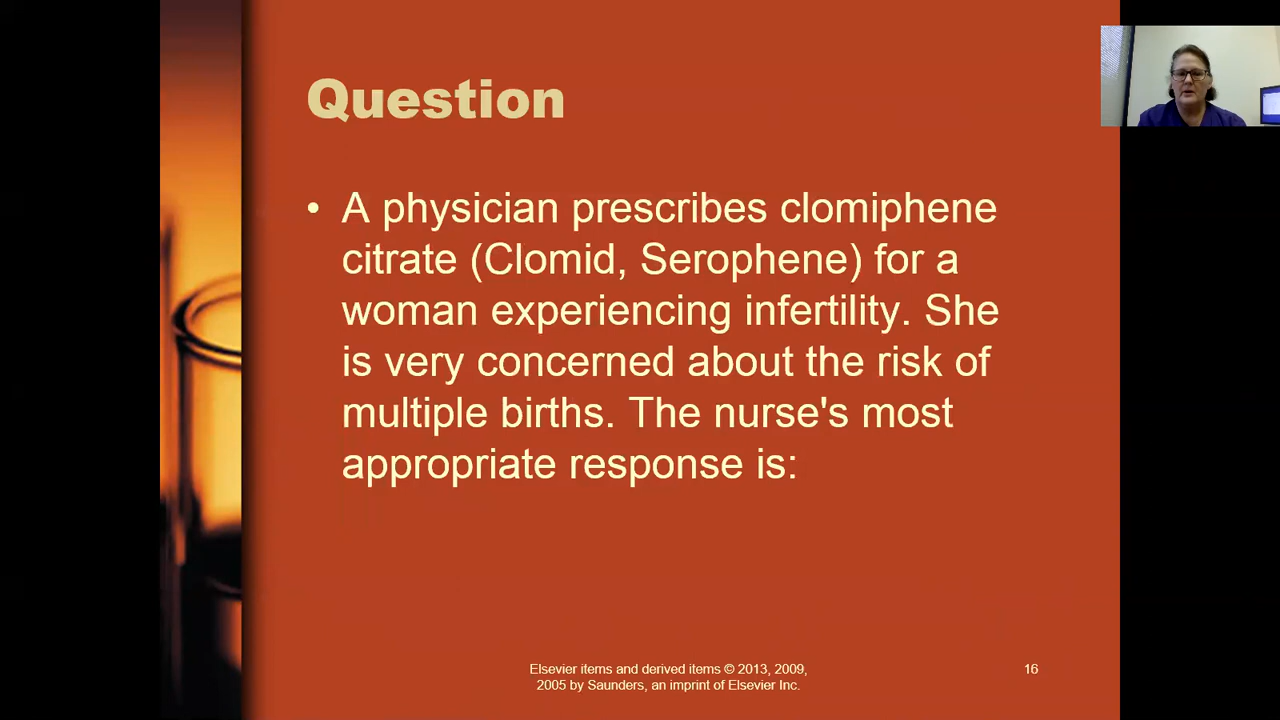 Question
• A physician prescribes clomiphene
citrate (Clomid, Serophene) for a
woman experiencing infertility. She
is very concerned about the risk of
multiple births. The nurse's most
appropriate response is:
Elsevier items and derived items © 2013, 2009,
2005 by Saunders, an imprint of Elsevier Inc.
16